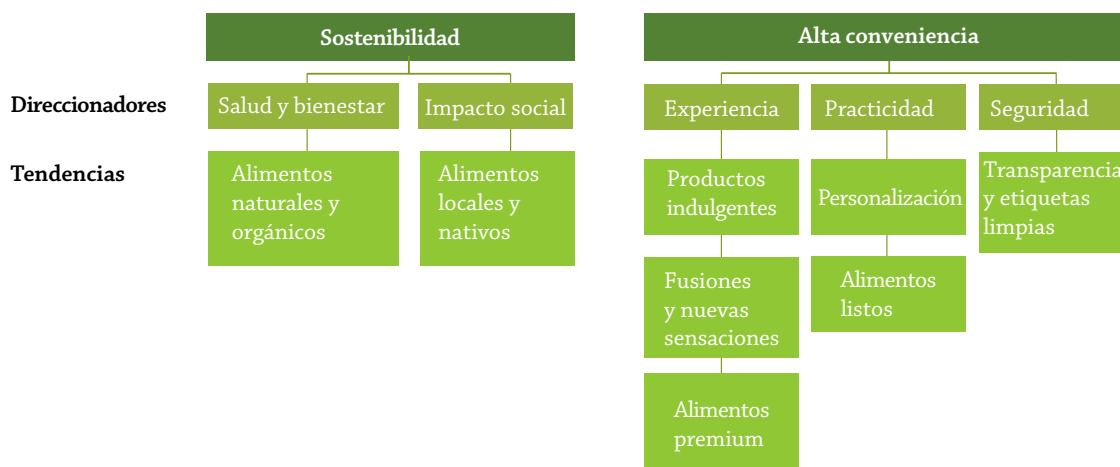 Sostenibilidad
Alta conveniencia
Direccionadores
Salud y bienestar
Impacto social
Experiencia
Practicidad
Seguridad
Tendencias
Alimentos
naturales y
orgánicos
Alimentos
locales y
nativos
Productos
indulgentes
Personalización
Transparencia
y etiquetas
limpias
Fusiones
y nuevas
sensaciones
Alimentos
listos
Alimentos
premium